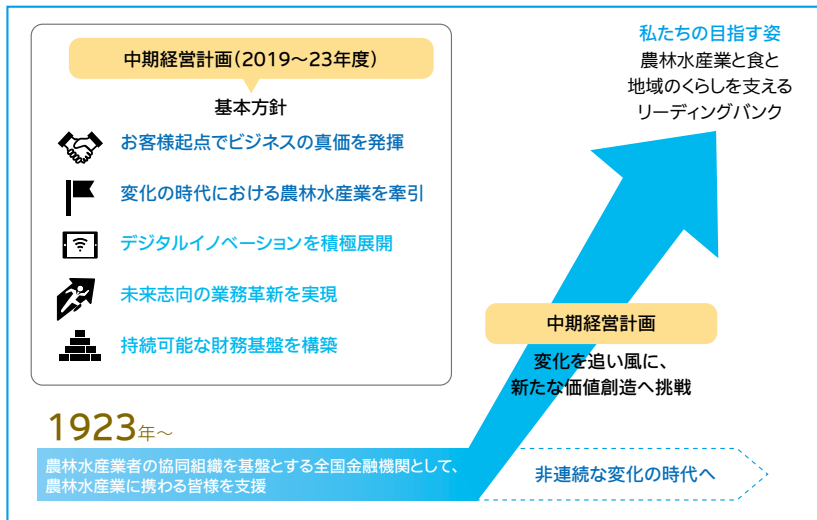 中期経営計画(2019〜23年度)
基本方針
お客様起点でビジネスの真価を発揮
変化の時代における農林水産業を牽引
デジタルイノベーションを積極展開
未来志向の業務革新を実現
持続可能な財務基盤を構築
私たちの目指す姿
農林水産業と食と
地域のくらしを支える
リーディングバンク
中期経営計画
変化を追い風に、
新たな価値創造へ挑戦
1923年〜
農林水産業者の協同組織を基盤とする全国金融機関として、
農林水産業に携わる皆様を支援
非連続な変化の時代へ